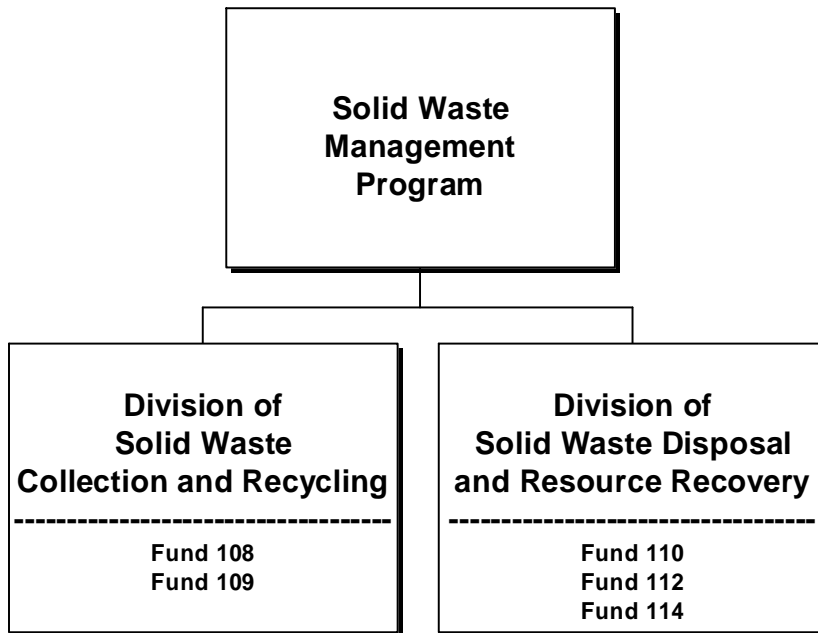 Solid Waste
Management
Program
Division of
Solid Waste
Collection and Recycling
------------------------------------
Fund 108
Fund 109
Division of
Solid Waste Disposal
and Resource Recovery
-----------------------------------
Fund 110
Fund 112
Fund 114